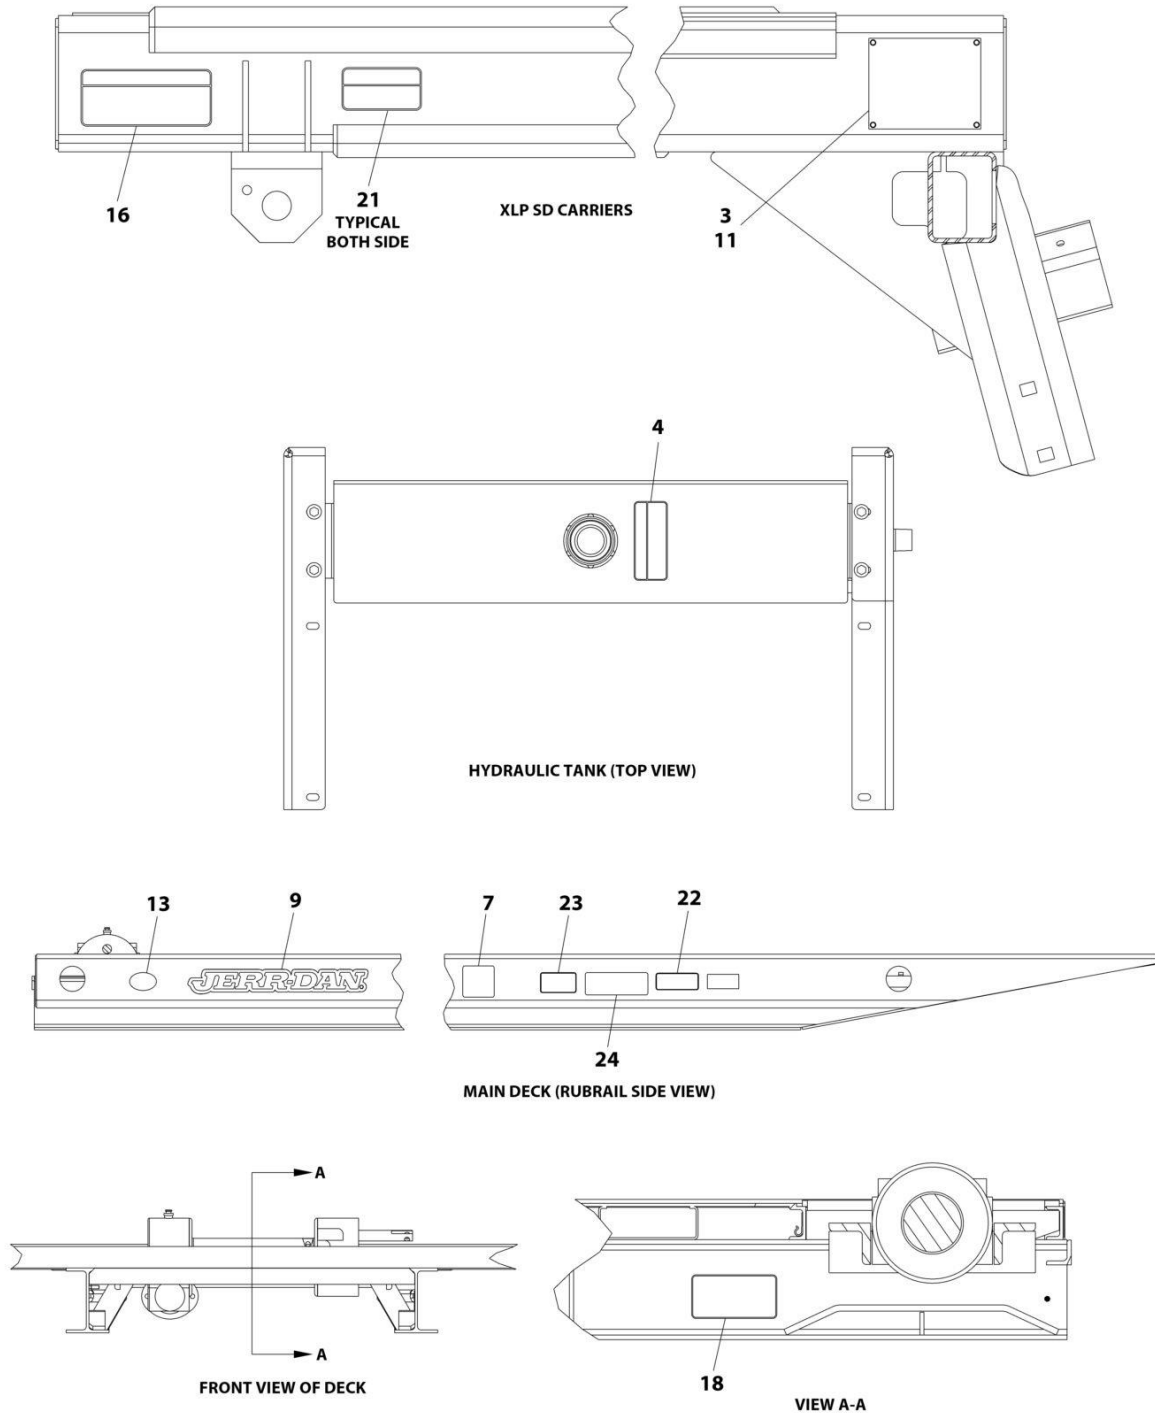 16
21
TYPICAL
BOTH SIDE
XLP SD CARRIERS
3
11
4
HYDRAULIC TANK (TOP VIEW)
13
9
7
23
22
JERR-DAN.
24
MAIN DECK (RUBRAIL SIDE VIEW)
A
A
FRONT VIEW OF DECK
18
VIEW A-A